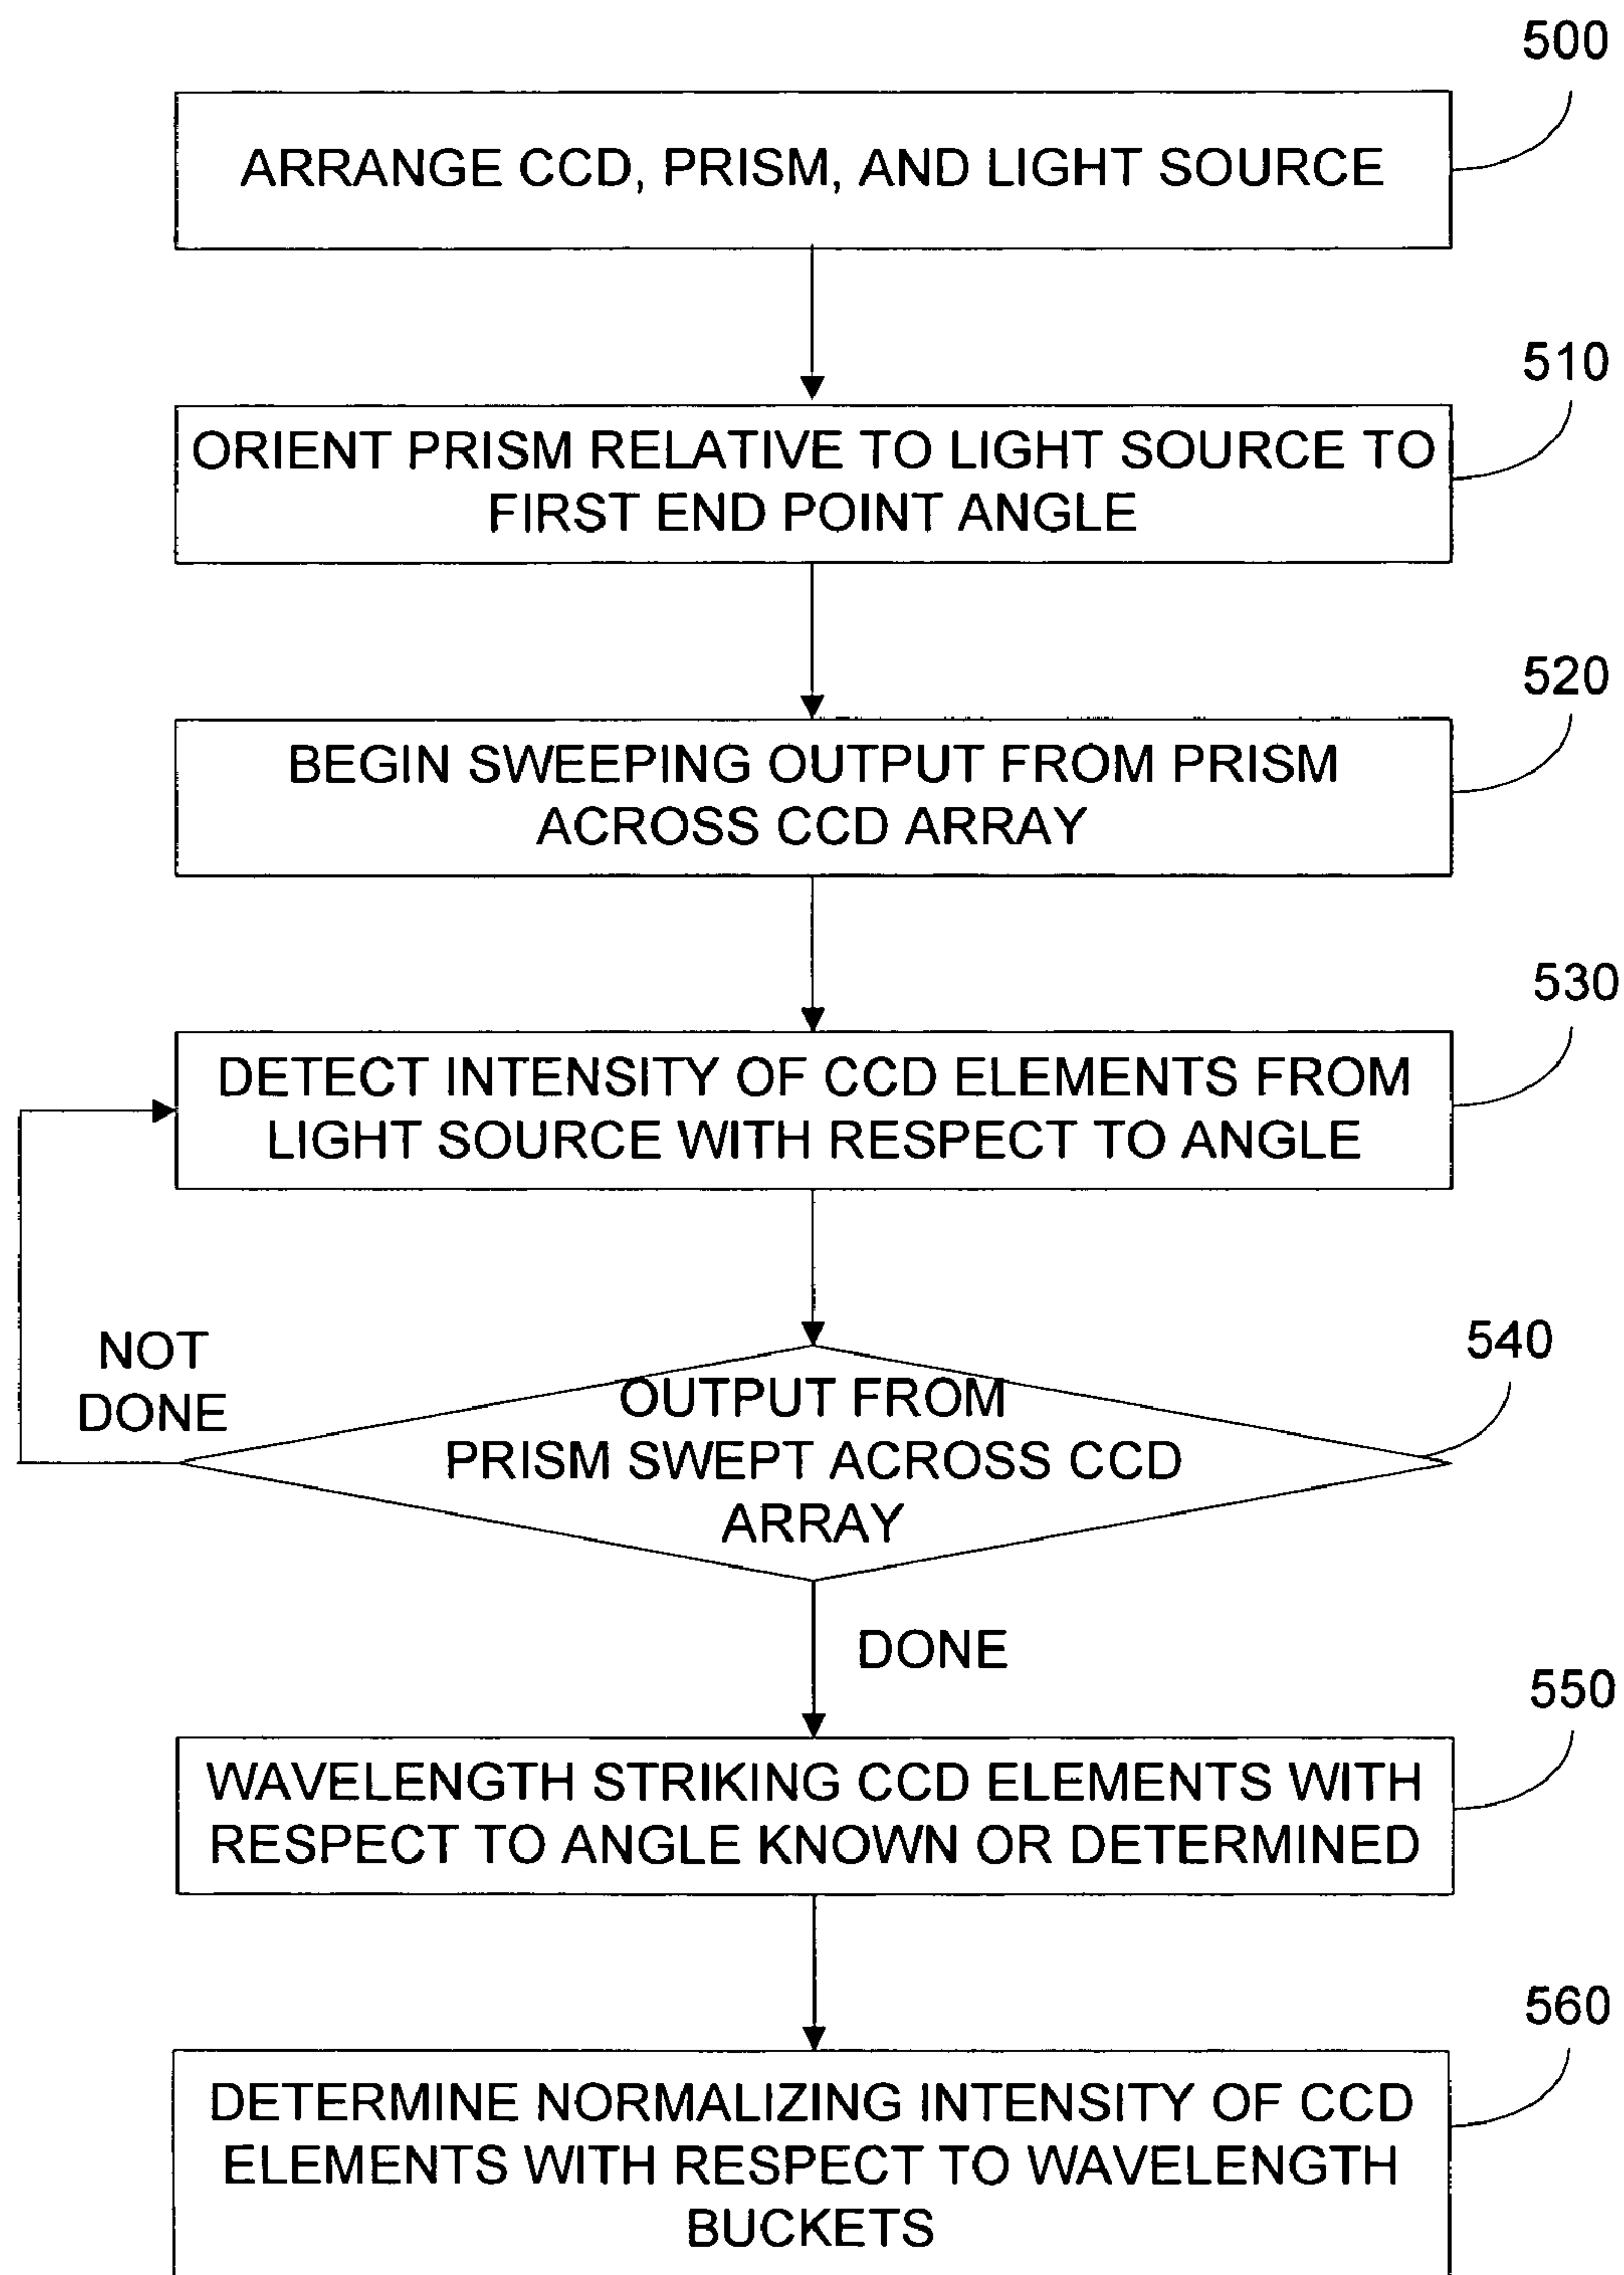 500
ARRANGE CCD, PRISM, AND LIGHT SOURCE
510
ORIENT PRISM RELATIVE TO LIGHT SOURCE TO
FIRST END POINT ANGLE
520
BEGIN SWEEPING OUTPUT FROM PRISM
ACROSS CCD ARRAY
530
DETECT INTENSITY OF CCD ELEMENTS FROM
LIGHT SOURCE WITH RESPECT TO ANGLE
540
NOT
DONE
OUTPUT FROM
PRISM SWEPT ACROSS CCD
ARRAY
DONE
550
WAVELENGTH STRIKING CCD ELEMENTS WITH
RESPECT TO ANGLE KNOWN OR DETERMINED
560
DETERMINE NORMALIZING INTENSITY OF CCD
ELEMENTS WITH RESPECT TO WAVELENGTH
BUCKETS